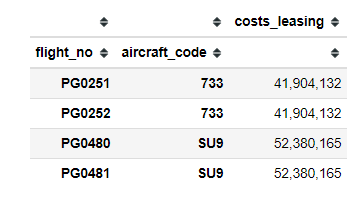 costs_leasing
flight_no aircraft_code
PG0251 733 41,904,132
PG0252 733 41,904,132
PG0480 SU9 52,380,165
PG0481 SU9 52,380,165